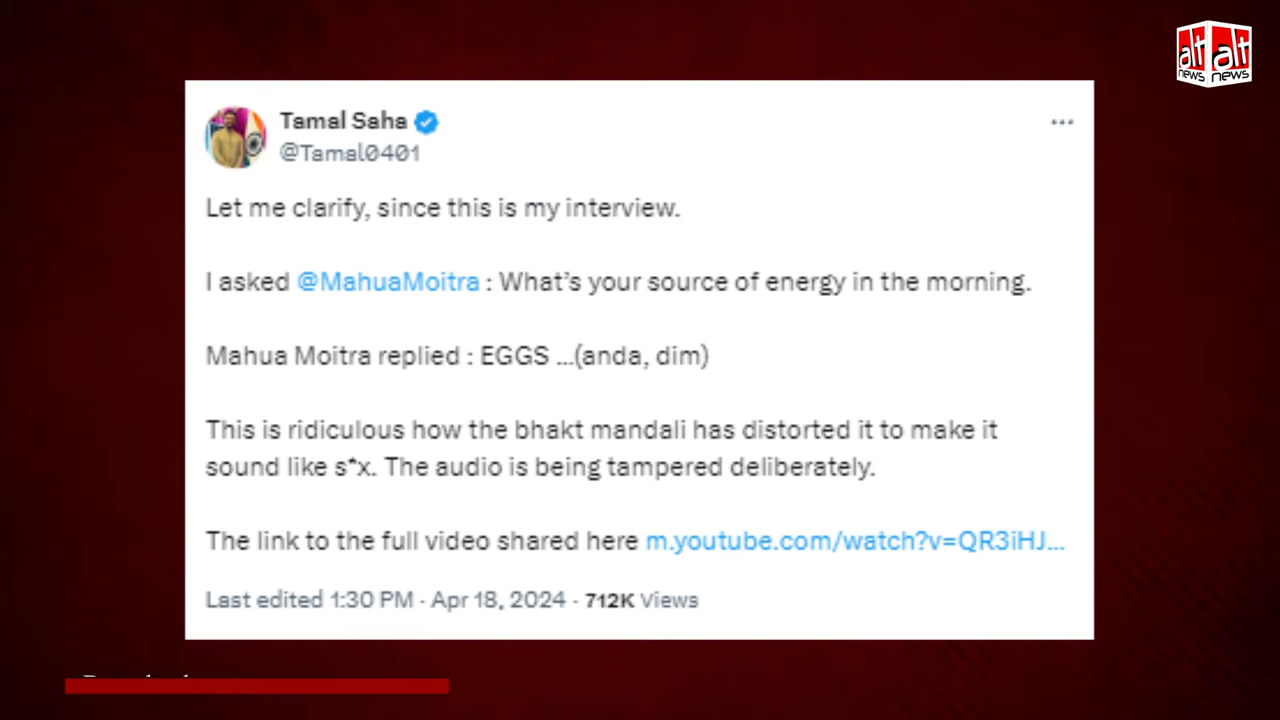 alt alt
news news
Tamal Saha
@Tamal0401
Let me clarify, since this is my interview.
I asked @MahuaMoitra : What's your source of energy in the morning.
Mahua Moitra replied : EGGS ...(anda, dim)
This is ridiculous how the bhakt mandali has distorted it to make it
sound like s*x. The audio is being tampered deliberately.
The link to the full video shared here m.youtube.com/watch?v=QR3iHJ...
Last edited 1:30 PM · Apr 18, 2024 · 712K Views